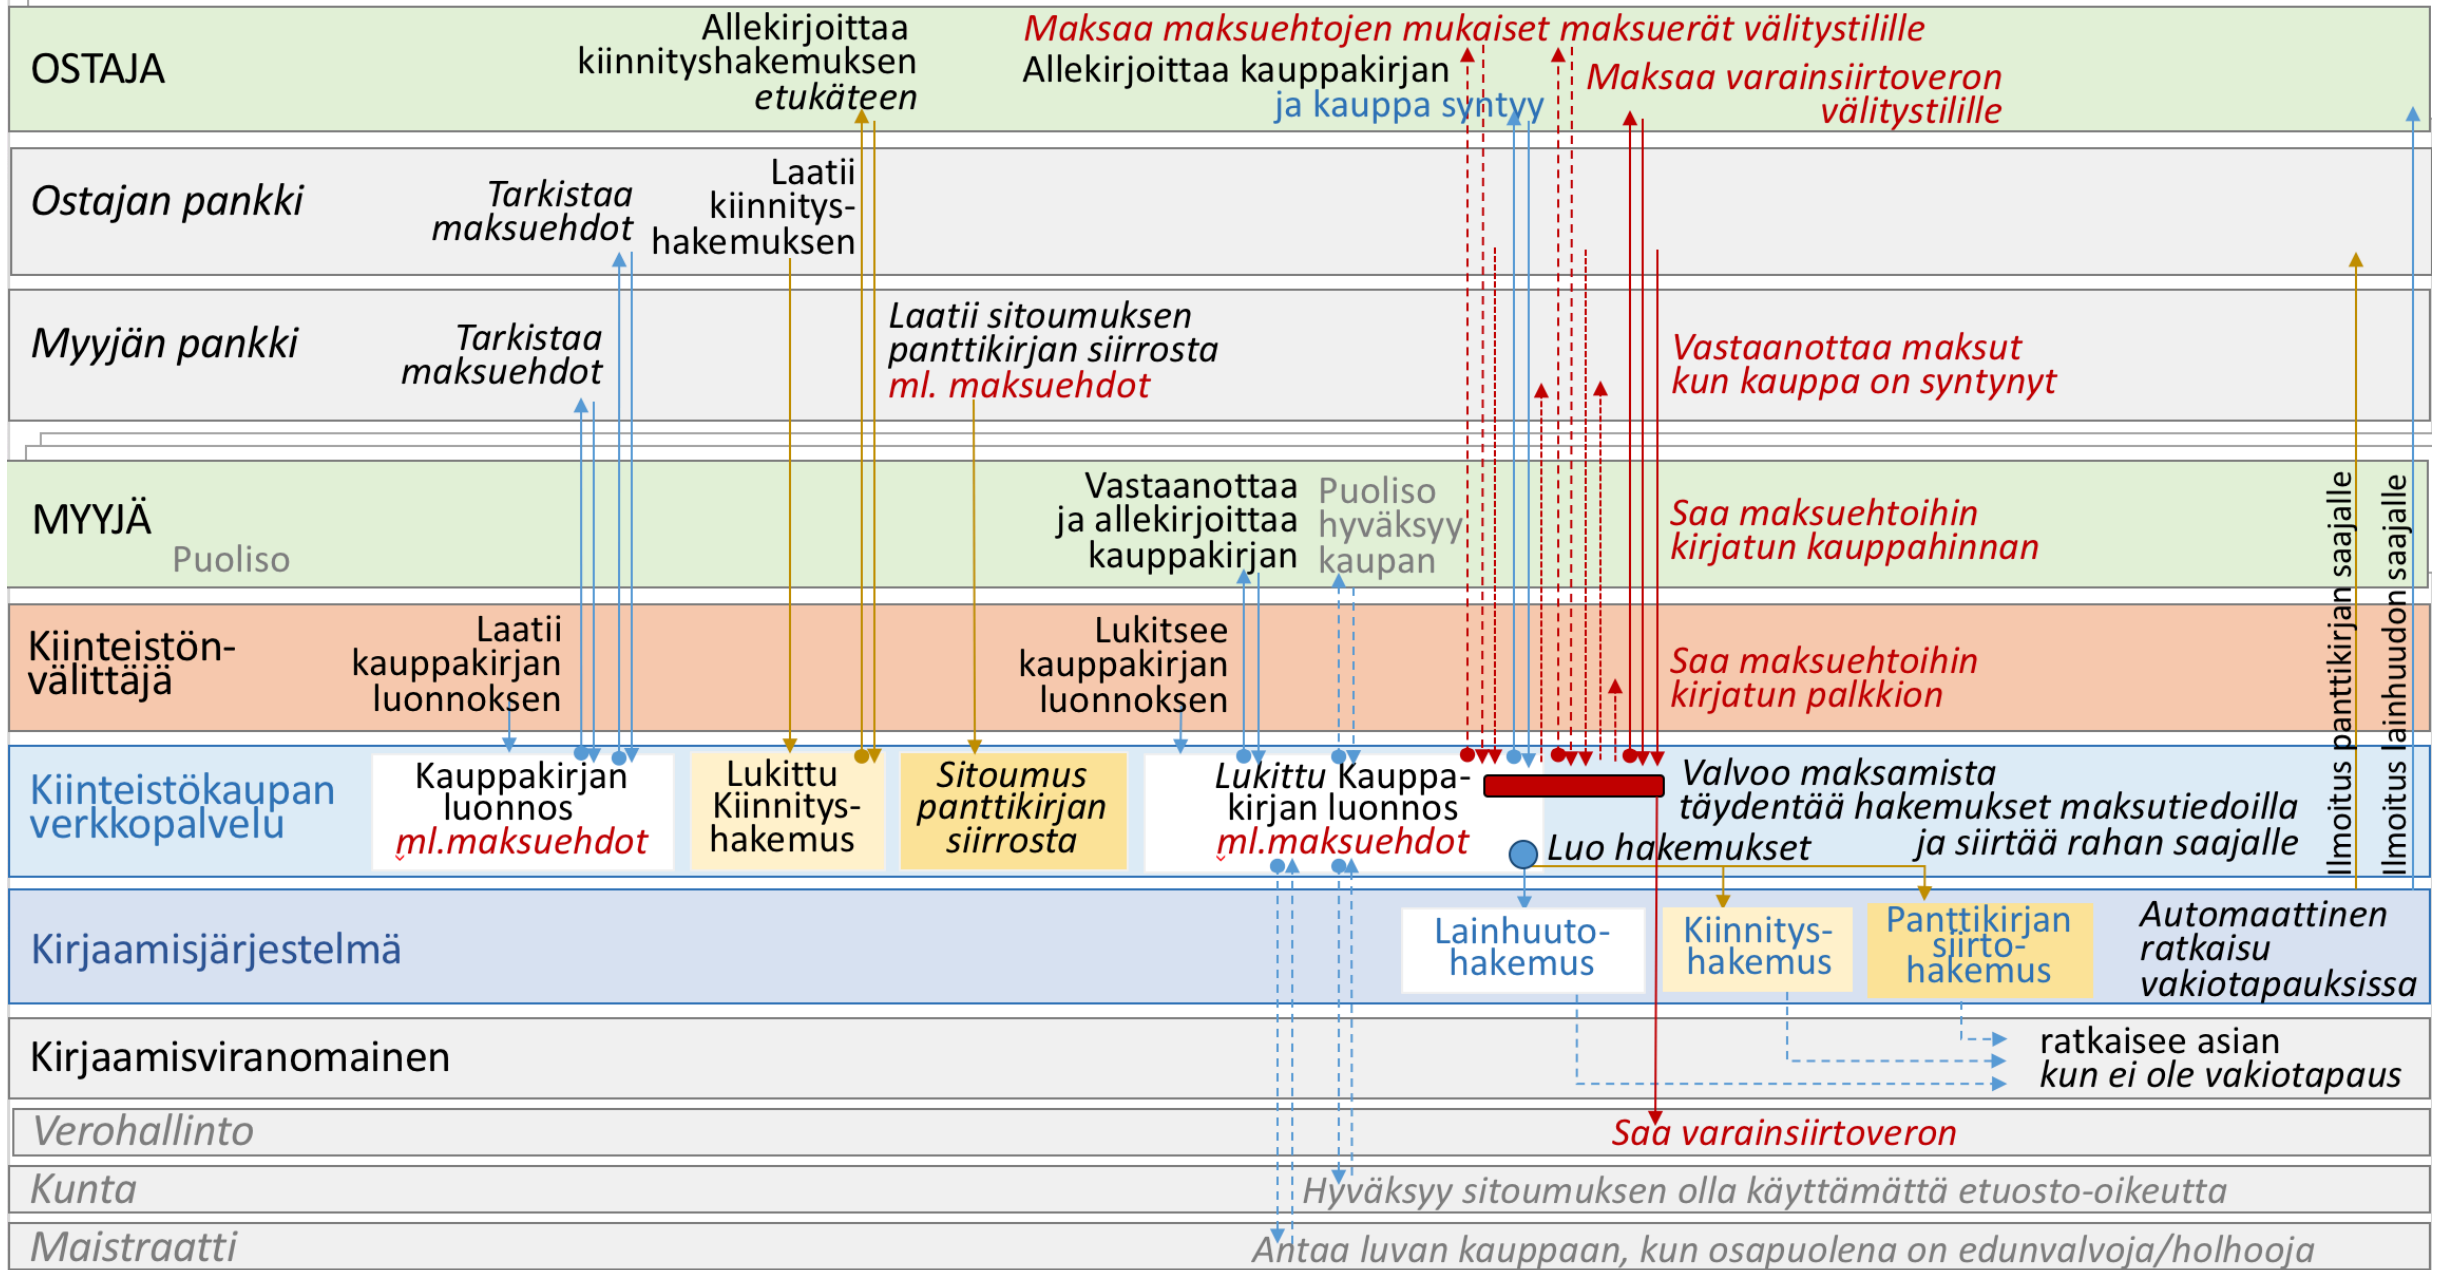 OSTAJA
Allekirjoittaa
kiinnityshakemuksen
etukäteen
Maksaa maksuehtojen mukaiset maksuerät välitystilille
Allekirjoittaa kauppakirjan
ja kauppa syntyy
Maksaa varainsiirtoveron
välitystilille
Ostajan pankki
Tarkistaa
maksuehdot
Laatii
kiinnitys-
hakemuksen
Myyjän pankki
Tarkistaa
maksuehdot
Laatii sitoumuksen
panttikirjan siirrosta
ml. maksuehdot
Vastaanottaa maksut
kun kauppa on syntynyt
MYYJÄ
Puoliso
Vastaanottaa
ja allekirjoittaa
kauppakirjan
Puoliso
hyväksyy
kaupan
Saa maksuehtoihin
kirjatun kauppahinnan
Kiinteistön-
välittäjä
Laatii
kauppakirjan
luonnoksen
Lukitsee
kauppakirjan
luonnoksen
Saa maksuehtoihin
kirjatun palkkion
Ilmoitus panttikirjan saajalle
Ilmoitus lainhuudon saajalle
Kiinteistökaupan
verkkopalvelu
Kauppakirjan
luonnos
ml.maksuehdot
Lukittu
Kiinnitys-
hakemus
Sitoumus
panttikirjan
siirrosta
Lukittu Kauppa-
kirjan luonnos
ml.maksuehdot
Valvoo maksamista
täydentää hakemukset maksutiedoilla
ja siirtää rahan saajalle
Luo hakemukset
Kirjaamisjärjestelmä
Lainhuuto-
hakemus
Kiinnitys-
hakemus
Panttikirjan
siirto-
hakemus
Automaattinen
ratkaisu
vakiotapauksissa
Kirjaamisviranomainen
ratkaisee asian
kun ei ole vakiotapaus
Verohallinto
Saa varainsiirtoveron
Kunta
Hyväksyy sitoumuksen olla käyttämättä etuosto-oikeutta
Maistraatti
Antaa luvan kauppaan, kun osapuolena on edunvalvoja/holhooja